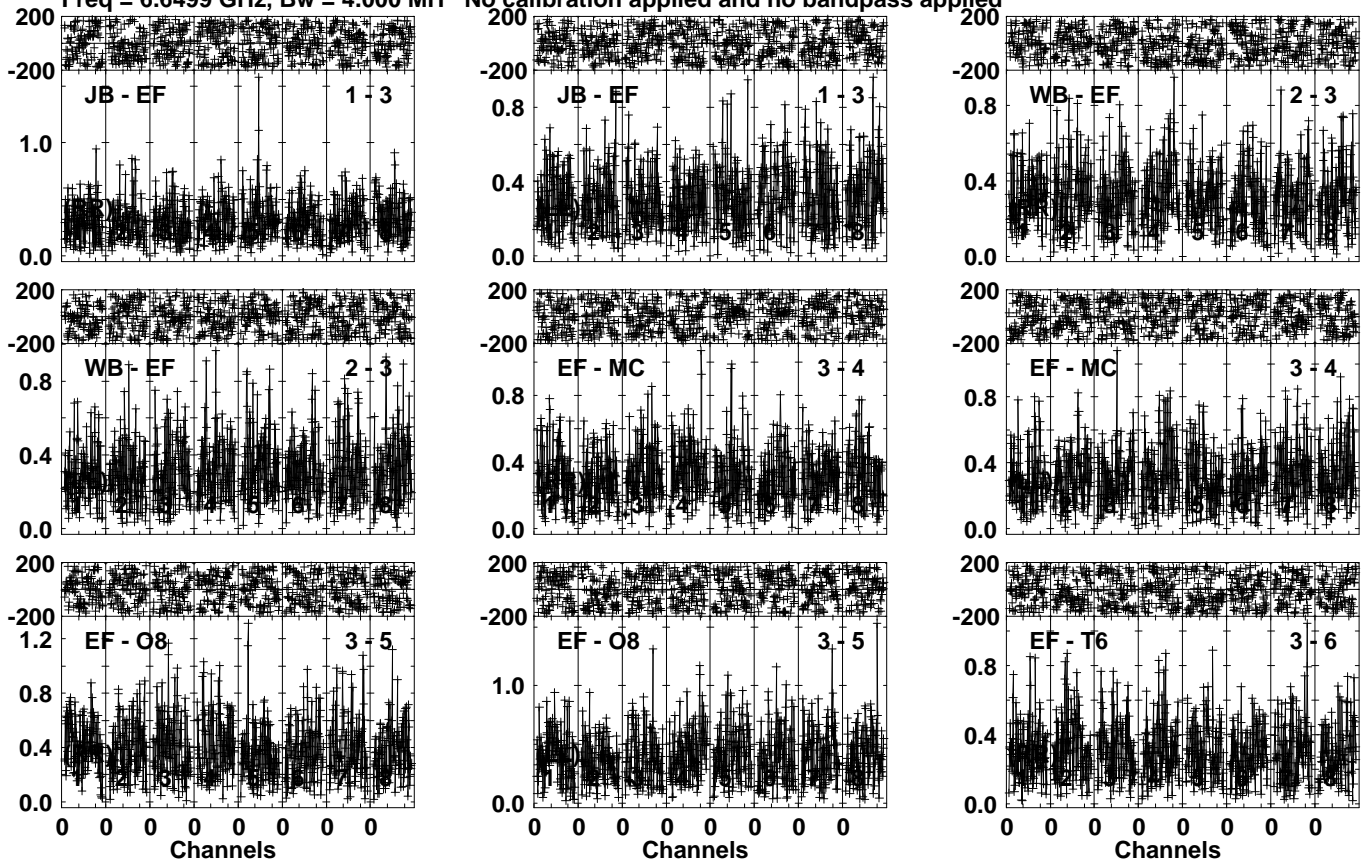 Freq = 6.6499 GHz, Bw = 4.000 MH No calibration applied and no bandpass applied
200 200 200
-200 -200 -200
JB - EF 1 - 3 JB - EF 1 - 3 WB - EF 2 - 3
1.0 0.8 0.8
0.4 0.4
0.0 0.0 0.0
200 200 200
-200 -200 -200
WB - EF 2 - 3 EF - MC 3 - 4 EF - MC 3 - 4
0.8 0.8 0.8
0.4 0.4 0.4
0.0 0.0 0.0
200 200 200
-200 -200 -200
1.2 EF - O8 3 - 5 EF - O8 3 - 5 EF - T6 3 - 6
0.8 1.0 0.8
0.4 0.4
0.0 0.0 0.0
0 0 0 0 0 0 0 0 0 0 0 0 0 0 0 0 0 0 0 0 0 0 0 0
Channels Channels Channels